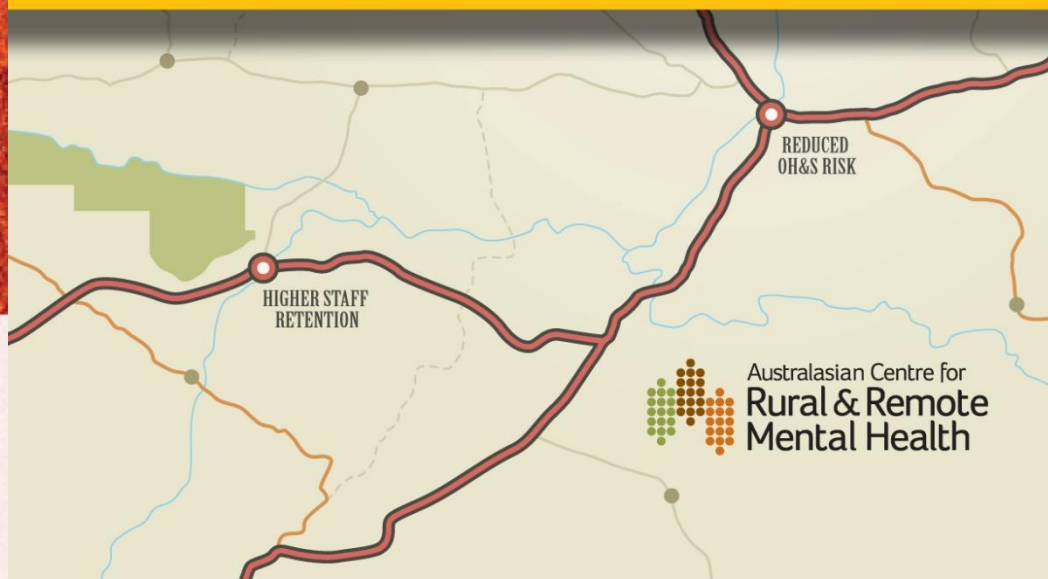 REDUCED
OH&S RISK
HIGHER STAFF
RETENTION
Australasian Centre for
Rural & Remote
Mental Health